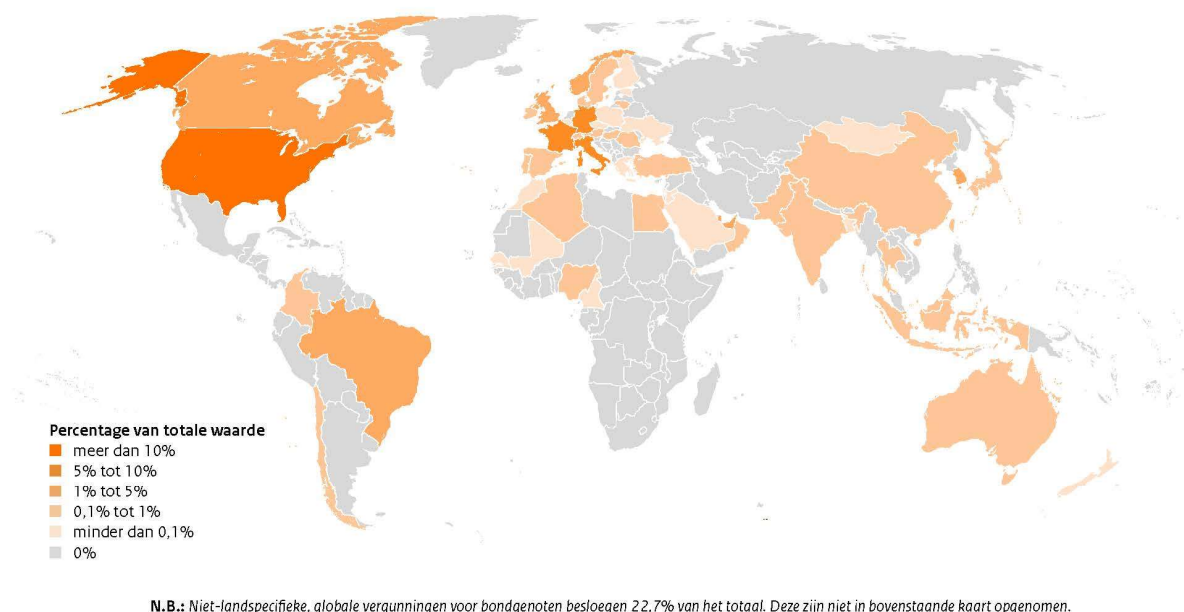 Percentage van totale waarde
meer dan 10%
5% tot 10%
1% tot 5%
0,1% tot 1%
minder dan 0,1%
0%
N.B.: Niet-landspecifieke, globale vergunningen voor bondgenoten besloegen 22,7% van het totaal. Deze zijn niet in bovenstaande kaart opgenomen.